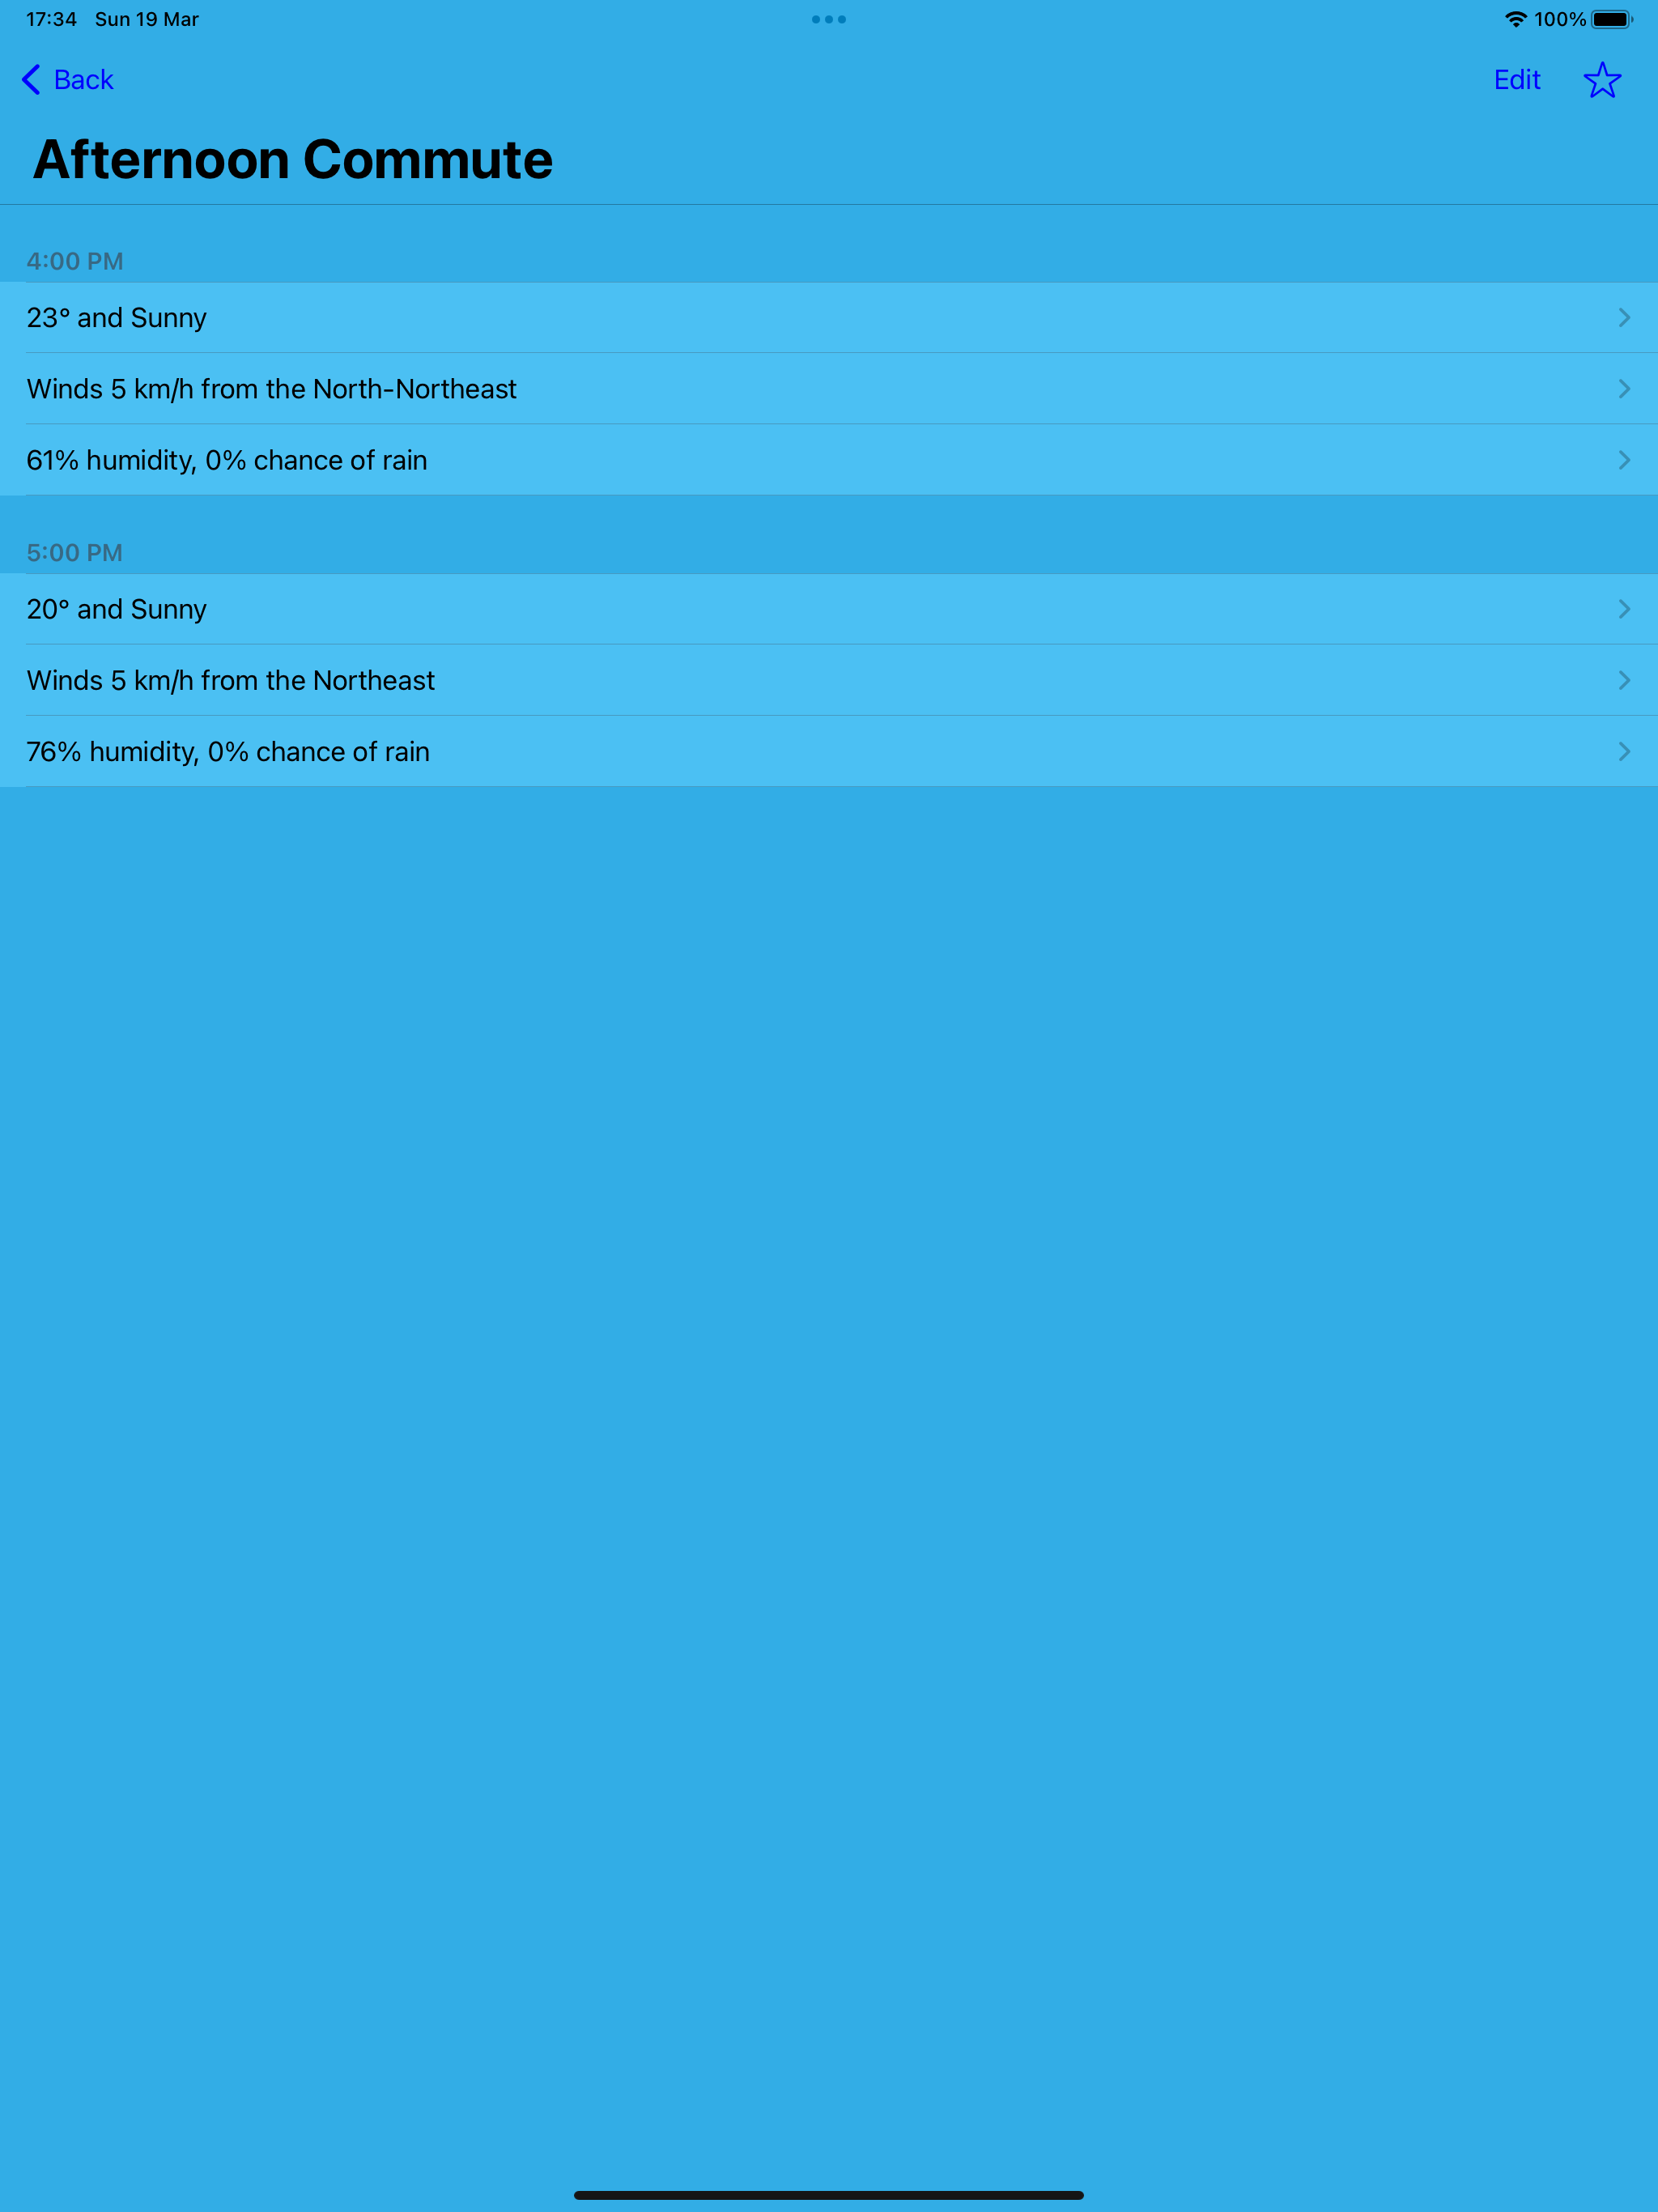 17:34 Sun 19 Mar
100%
Back
Edit
Afternoon Commute
4:00 PM
23° and Sunny
Winds 5 km/h from the North-Northeast
61% humidity, 0% chance of rain
5:00 PM
20° and Sunny
Winds 5 km/h from the Northeast
76% humidity, 0% chance of rain